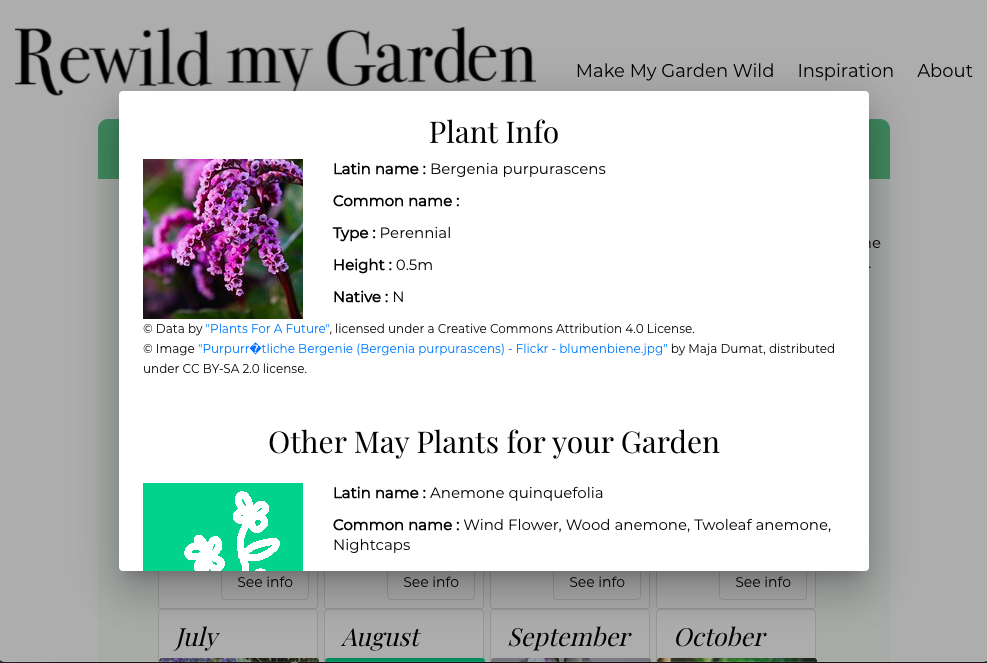 Rewild my Garden
Make My Garden Wild Inspiration About
Plant Info
Latin name : Bergenia purpurascens
Common name :
Type : Perennial
Height : 0.5m
Native : N
© Data by "Plants For A Future", licensed under a Creative Commons Attribution 4.0 License.
© Image "Purpurr�tliche Bergenie (Bergenia purpurascens) - Flickr - blumenbiene.jpg" by Maja Dumat, distributed
under CC BY-SA 2.0 license.
Other May Plants for your Garden
Latin name : Anemone quinquefolia
Common name : Wind Flower, Wood anemone, Twoleaf anemone,
Nightcaps
See info See info See info See info
July August September October